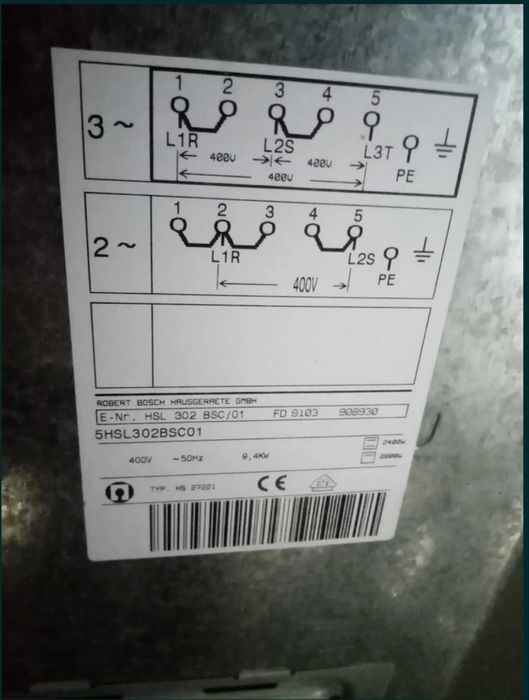 1 2 3 4 5
3~
L1R L2S L3T
400V 400V PE
400V
1 2 3 4 5
2~
L1R L2S
400V PE
ROBERT BOSCH HAUSGERAETE GMBH
E-Nr. HSL 302 BSC/01 FD 8103 908930
5HSL302BSC01
2400W
400V ~50Hz 9,4KW 2800W
TYP. HS 27221 CE